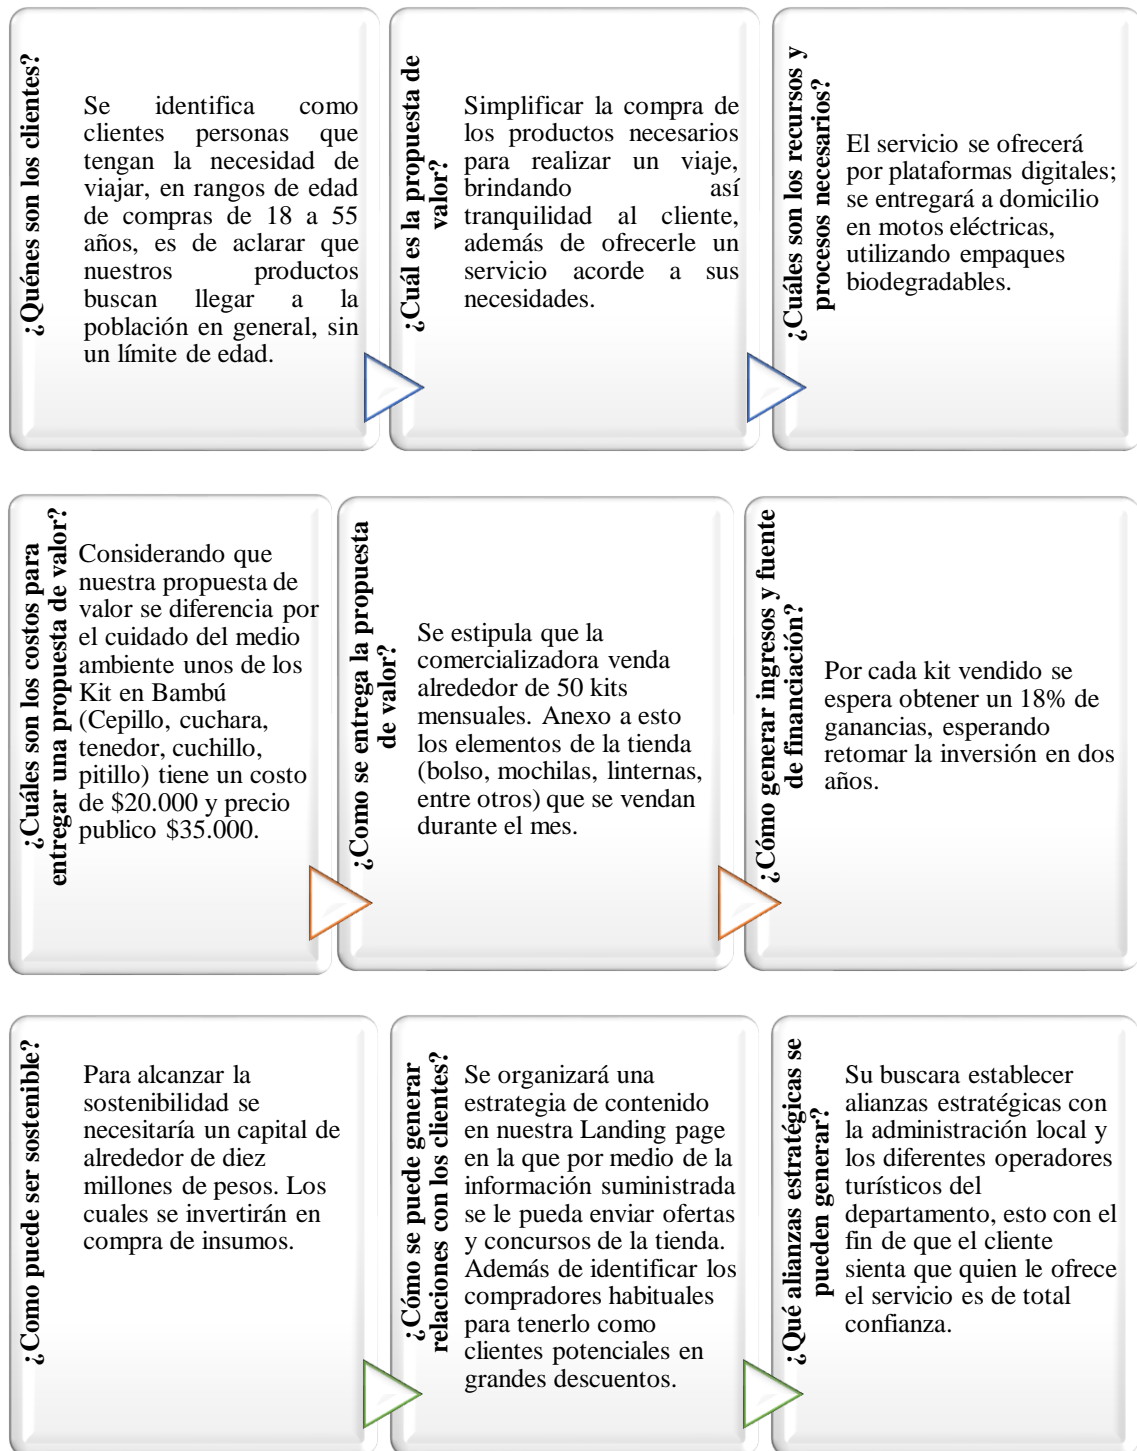 ¿Quénes son los clientes?
Se identifica como
clientes personas que
tengan la necesidad de
viajar, en rangos de edad
de compras de 18 a 55
años, es de aclarar que
nuestros productos
buscan llegar a la
población en general, sin
un límite de edad.
¿Cuál es la propuesta de
valor?
Simplificar la compra de
los productos necesarios
para realizar un viaje,
brindando así
tranquilidad al cliente,
además de ofrecerle un
servicio acorde a sus
necesidades.
¿Cuáles son los recursos y
procesos necesarios?
El servicio se ofrecerá
por plataformas digitales;
se entregará a domicilio
en motos eléctricas,
utilizando empaques
biodegradables.
¿Cuáles son los costos para
entregar una propuesta de valor?
Considerando que
nuestra propuesta de
valor se diferencia por
el cuidado del medio
ambiente unos de los
Kit en Bambú
(Cepillo, cuchara,
tenedor, cuchillo,
pitillo) tiene un costo
de $20.000 y precio
publico $35.000.
¿Como se entrega la propuesta
de valor?
Se estipula que la
comercializadora venda
alrededor de 50 kits
mensuales. Anexo a esto
los elementos de la tienda
(bolso, mochilas, linternas,
entre otros) que se vendan
durante el mes.
¿Cómo generar ingresos y fuente
de financiación?
Por cada kit vendido se
espera obtener un 18% de
ganancias, esperando
retomar la inversión en dos
años.
¿Como puede ser sostenible?
Para alcanzar la
sostenibilidad se
necesitaría un capital de
alrededor de diez
millones de pesos. Los
cuales se invertirán en
compra de insumos.
¿Cómo se puede generar
relaciones con los clientes?
Se organizará una
estrategia de contenido
en nuestra Landing page
en la que por medio de la
información suministrada
se le pueda enviar ofertas
y concursos de la tienda.
Además de identificar los
compradores habituales
para tenerlo como
clientes potenciales en
grandes descuentos.
¿Qué alianzas estratégicas se
pueden generar?
Su buscara establecer
alianzas estratégicas con
la administración local y
los diferentes operadores
turísticos del
departamento, esto con el
fin de que el cliente
sienta que quien le ofrece
el servicio es de total
confianza.